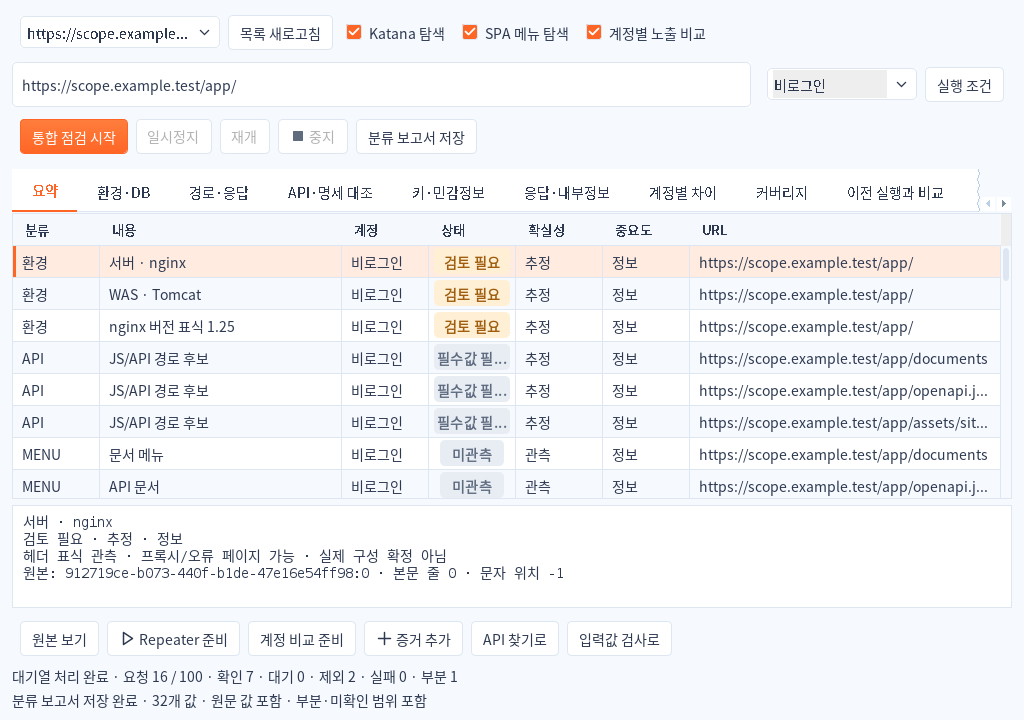 https://scope.example... 목록 새로고침 Katana 탐색 SPA 메뉴 탐색 계정별 노출 비교
https://scope.example.test/app/ 비로그인 실행 조건
통합 점검 시작 일시정지 재개 중지 분류 보고서 저장
요약 환경·DB 경로·응답 API·명세 대조 키·민감정보 응답·내부정보 계정별 차이 커버리지 이전 실행과 비교
분류 내용 계정 상태 확실성 중요도 URL
환경 서버 · nginx 비로그인 검토 필요 추정 정보 https://scope.example.test/app/
환경 WAS · Tomcat 비로그인 검토 필요 추정 정보 https://scope.example.test/app/
환경 nginx 버전 표식 1.25 비로그인 검토 필요 추정 정보 https://scope.example.test/app/
API JS/API 경로 후보 비로그인 필수값 필... 추정 정보 https://scope.example.test/app/documents
API JS/API 경로 후보 비로그인 필수값 필... 추정 정보 https://scope.example.test/app/openapi.j...
API JS/API 경로 후보 비로그인 필수값 필... 추정 정보 https://scope.example.test/app/assets/sit...
MENU 문서 메뉴 비로그인 미관측 관측 정보 https://scope.example.test/app/documents
MENU API 문서 비로그인 미관측 관측 정보 https://scope.example.test/app/openapi.j...
서버 · nginx
검토 필요 · 추정 · 정보
헤더 표식 관측 · 프록시/오류 페이지 가능 · 실제 구성 확정 아님
원본: 912719ce-b073-440f-b1de-47e16e54ff98:0 · 본문 줄 0 · 문자 위치 -1
원본 보기 Repeater 준비 계정 비교 준비 증거 추가 API 찾기로 입력값 검사로
대기열 처리 완료 · 요청 16 / 100 · 확인 7 · 대기 0 · 제외 2 · 실패 0 · 부분 1
분류 보고서 저장 완료 · 32개 값 · 원문 값 포함 · 부분·미확인 범위 포함